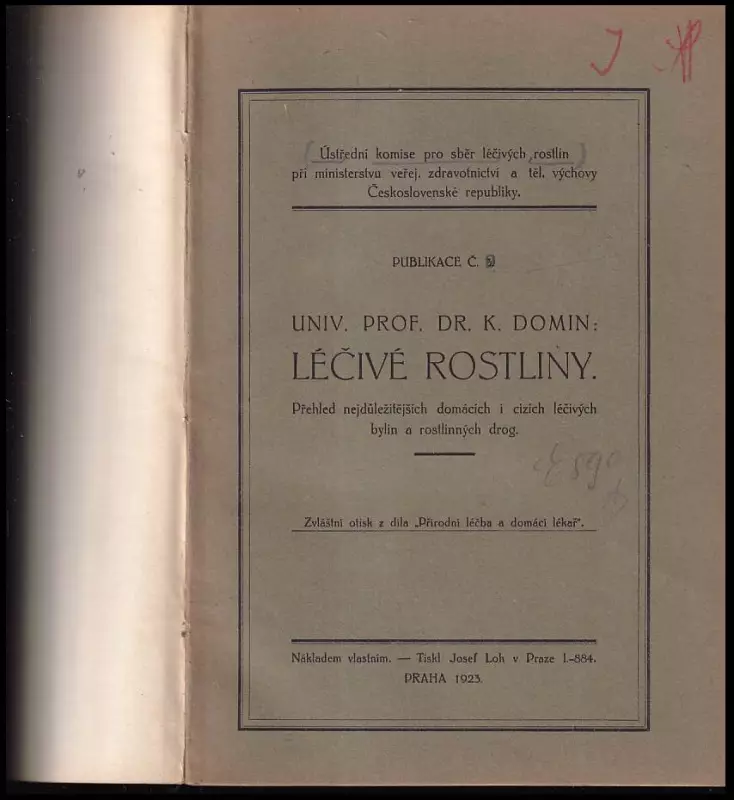 Ústřední komise pro sběr léčivých rostlin
při ministerstvu veřej. zdravotnictví a těl. výchovy
Československé republiky.
PUBLIKACE Č.
UNIV. PROF. DR. K. DOMIN:
LÉČIVÉ ROSTLINY.
Přehled nejdůležitějších domácích i cizích léčivých
bylin a rostlinných drog.
Zvláštní otisk z díla „Přírodní léčba a domácí lékař".
Nákladem vlastním. — Tiskl Josef Loh v Praze I.-884.
PRAHA 1923.